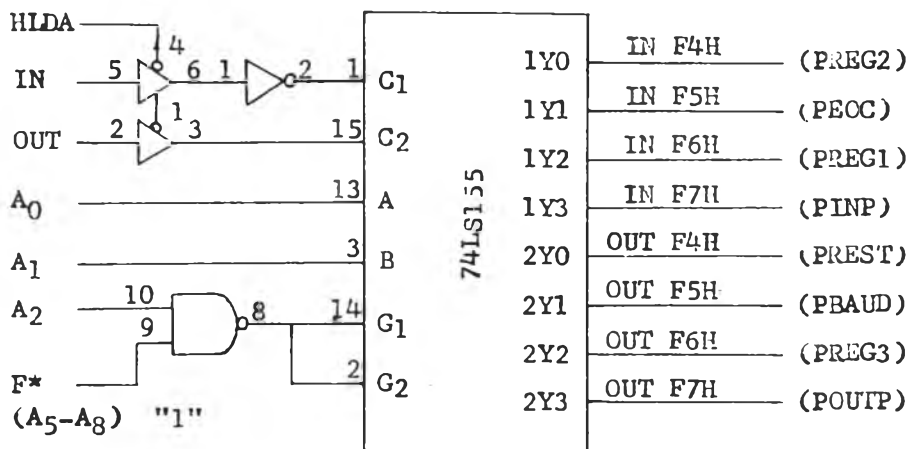 HLDA
4
IN 5 6 1 2 1 G1 1Y0 IN F4H (PREG2)
1
OUT 2 3 15 G2 1Y1 IN F5H (PEOC)
1Y2 IN F6H (PREG1)
A0 13 A 1Y3 IN F7H (PINP)
74LS155
A1 3 B 2Y0 OUT F4H (PREST)
A2 10 8 14 G1 2Y1 OUT F5H (PBAUD)
9
2Y2 OUT F6H (PREG3)
F* 2 G2 2Y3 OUT F7H (POUTP)
(A5-A8) "1"